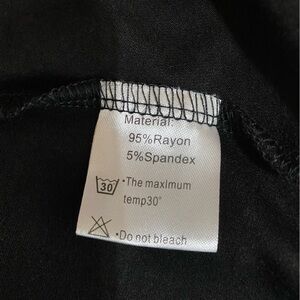 Material:
95%Rayon
5%Spandex
30 •The maximum
temp30°
•Do not bleach